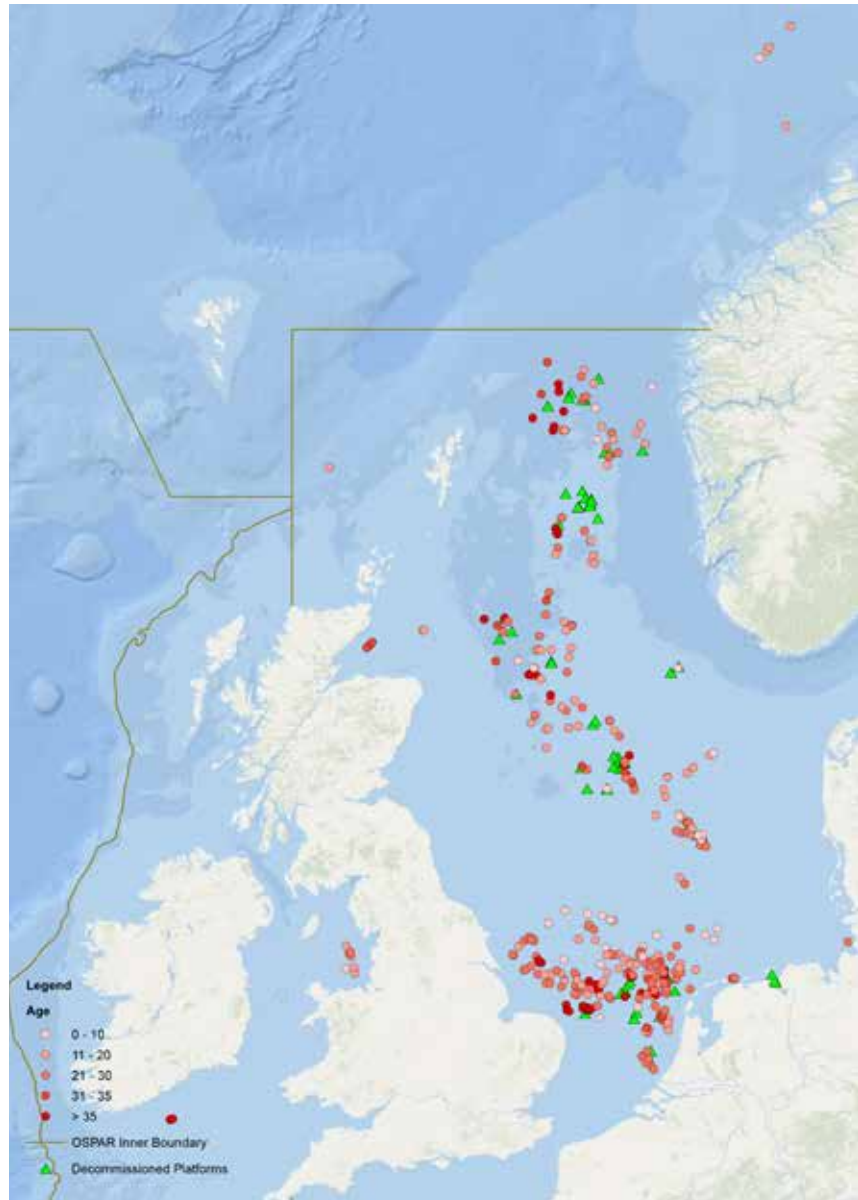 Legend
Age
0 - 10
11 - 20
21 - 30
31 - 35
> 35
OSPAR Inner Boundary
Decommissioned Platforms